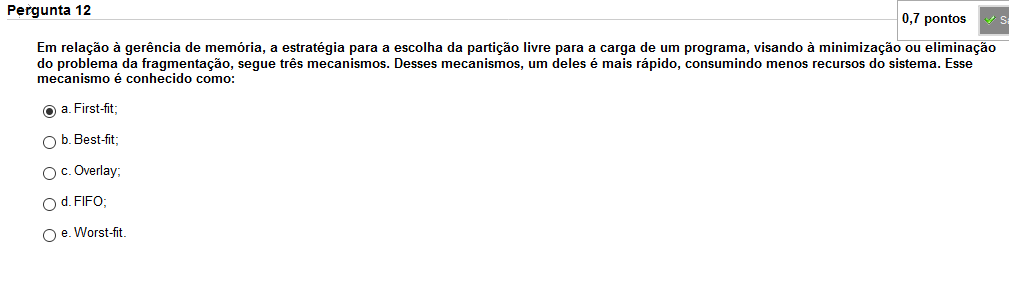 Pergunta 12
0,7 pontos
Em relação à gerência de memória, a estratégia para a escolha da partição livre para a carga de um programa, visando à minimização ou eliminação
do problema da fragmentação, segue três mecanismos. Desses mecanismos, um deles é mais rápido, consumindo menos recursos do sistema. Esse
mecanismo é conhecido como:
a. First-fit;
b. Best-fit;
c. Overlay;
d. FIFO;
e. Worst-fit.